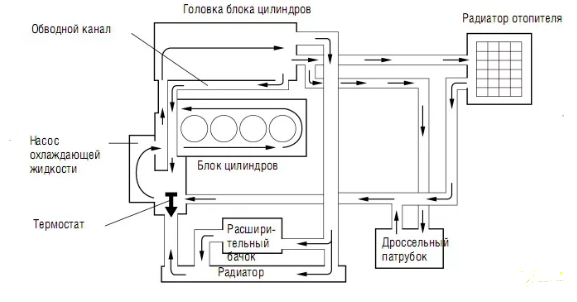 Головка блока цилиндров
Радиатор отопителя
Обводной канал
Насос
охлаждающей
жидкости
Блок цилиндров
Термостат
Расшири-
тельный
бачок
Дроссельный
патрубок
Радиатор